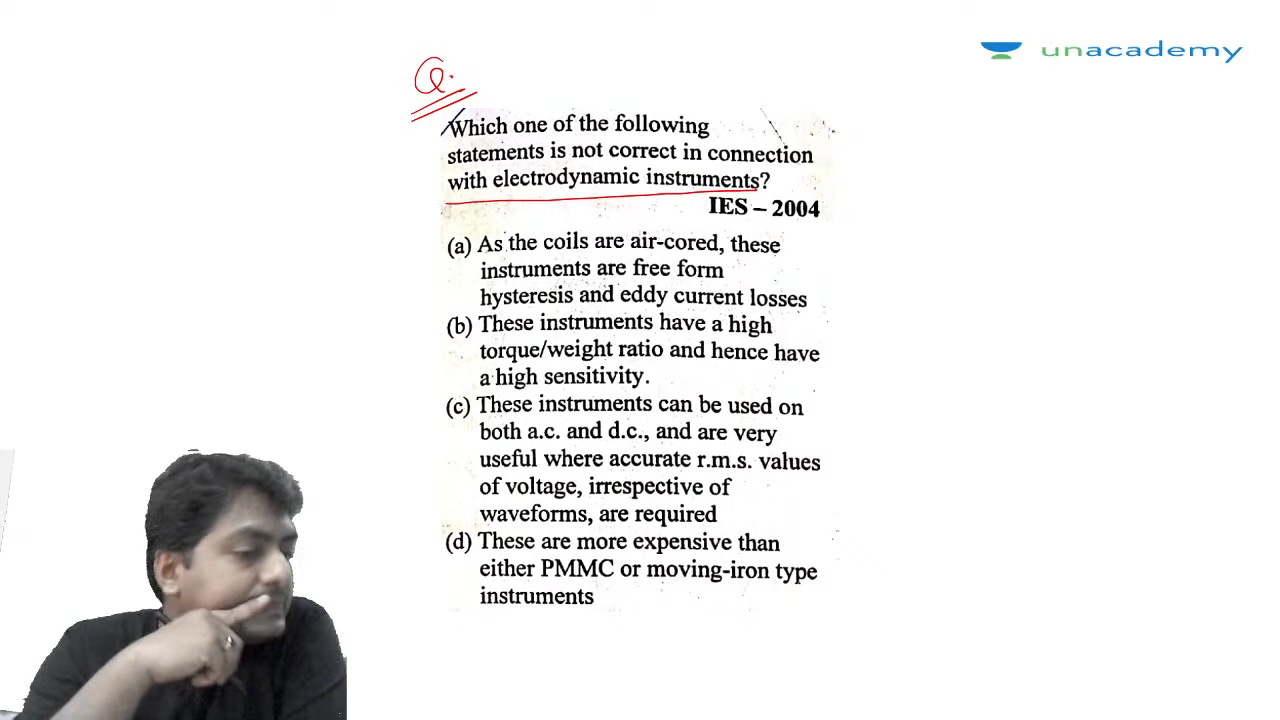 unacademy
Q.
Which one of the following
statements is not correct in connection
with electrodynamic instruments?
IES – 2004
(a) As the coils are air-cored, these
instruments are free form
hysteresis and eddy current losses
(b) These instruments have a high
torque/weight ratio and hence have
a high sensitivity.
(c) These instruments can be used on
both a.c. and d.c., and are very
useful where accurate r.m.s. values
of voltage, irrespective of
waveforms, are required
(d) These are more expensive than
either PMMC or moving-iron type
instruments